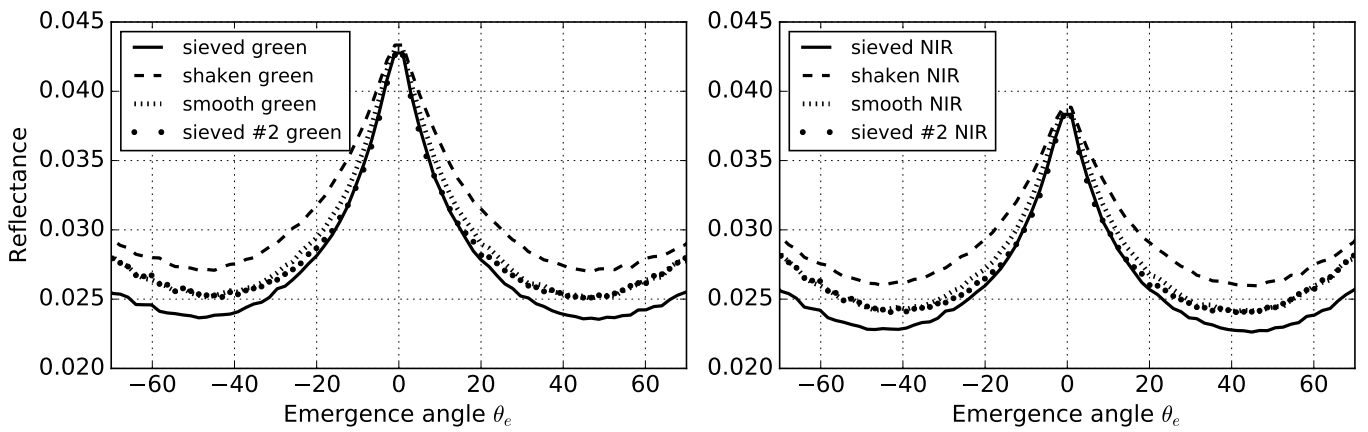 0.045
0.040
0.035
0.030
0.025
0.020
Reflectance
sieved green
shaken green
smooth green
sieved #2 green
−60 −40 −20 0 20 40 60
Emergence angle θe
0.045
0.040
0.035
0.030
0.025
0.020
sieved NIR
shaken NIR
smooth NIR
sieved #2 NIR
−60 −40 −20 0 20 40 60
Emergence angle θe